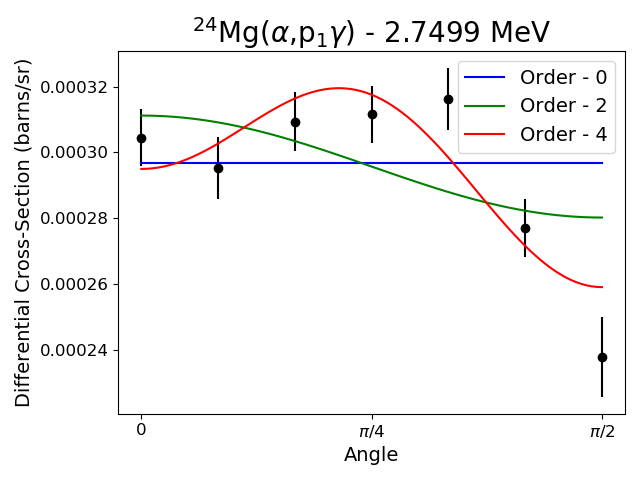 ²⁴Mg(α,p₁γ) - 2.7499 MeV
Order - 0
Order - 2
Order - 4
Differential Cross-Section (barns/sr)
0.00032
0.00030
0.00028
0.00026
0.00024
0 π/4 π/2
Angle